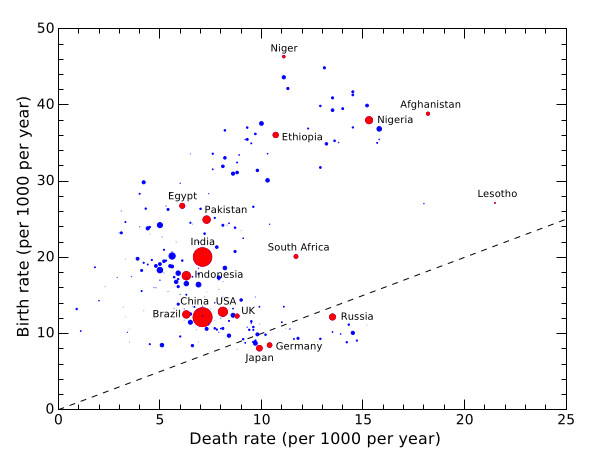 50
40
30
20
10
0
Birth rate (per 1000 per year)
Niger
Afghanistan
Nigeria
Ethiopia
Lesotho
Egypt
Pakistan
India
South Africa
Indonesia
China USA
Brazil
UK
Russia
Germany
Japan
0 5 10 15 20 25
Death rate (per 1000 per year)